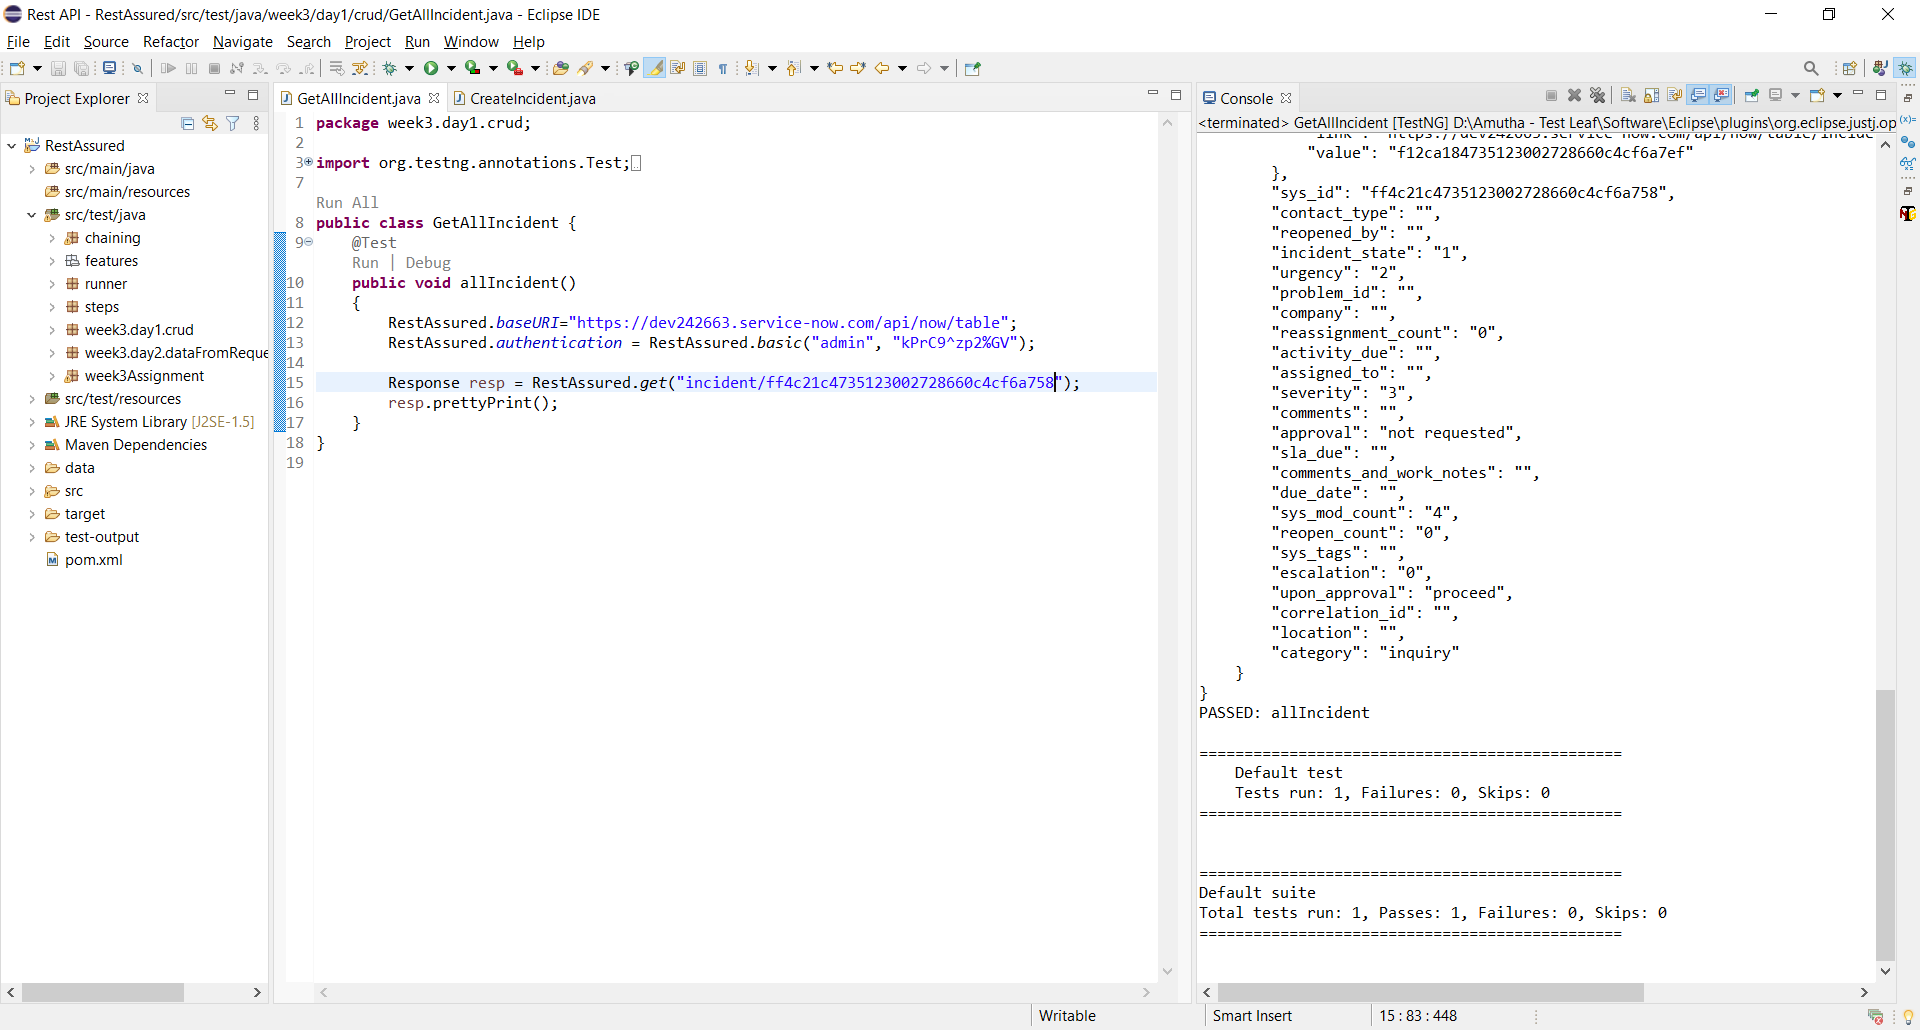 Rest API - RestAssured/src/test/java/week3/day1/crud/GetAllIncident.java - Eclipse IDE
File Edit Source Refactor Navigate Search Project Run Window Help
Project Explorer
RestAssured
src/main/java
src/main/resources
src/test/java
chaining
features
runner
steps
week3.day1.crud
week3.day2.dataFromReque
week3Assignment
src/test/resources
JRE System Library [J2SE-1.5]
Maven Dependencies
data
src
target
test-output
pom.xml
GetAllIncident.java
CreateIncident.java
1 package week3.day1.crud;
2
3 import org.testng.annotations.Test;
7
Run All
8 public class GetAllIncident {
9 @Test
Run | Debug
10 public void allIncident()
11 {
12 RestAssured.baseURI="https://dev242663.service-now.com/api/now/table";
13 RestAssured.authentication = RestAssured.basic("admin", "kPrC9^zp2%GV");
14
15 Response resp = RestAssured.get("incident/ff4c21c4735123002728660c4cf6a758");
16 resp.prettyPrint();
17 }
18 }
19
Console
<terminated> GetAllIncident [TestNG] D:\Amutha - Test Leaf\Software\Eclipse\plugins\org.eclipse.justj.op
"link": "https://dev242663.service-now.com/api/now/table/incide
"value": "f12ca184735123002728660c4cf6a7ef"
},
"sys_id": "ff4c21c4735123002728660c4cf6a758",
"contact_type": "",
"reopened_by": "",
"incident_state": "1",
"urgency": "2",
"problem_id": "",
"company": "",
"reassignment_count": "0",
"activity_due": "",
"assigned_to": "",
"severity": "3",
"comments": "",
"approval": "not requested",
"sla_due": "",
"comments_and_work_notes": "",
"due_date": "",
"sys_mod_count": "4",
"reopen_count": "0",
"sys_tags": "",
"escalation": "0",
"upon_approval": "proceed",
"correlation_id": "",
"location": "",
"category": "inquiry"
}
}
PASSED: allIncident
===============================================
Default test
Tests run: 1, Failures: 0, Skips: 0
===============================================
===============================================
Default suite
Total tests run: 1, Passes: 1, Failures: 0, Skips: 0
===============================================
Writable
Smart Insert
15 : 83 : 448